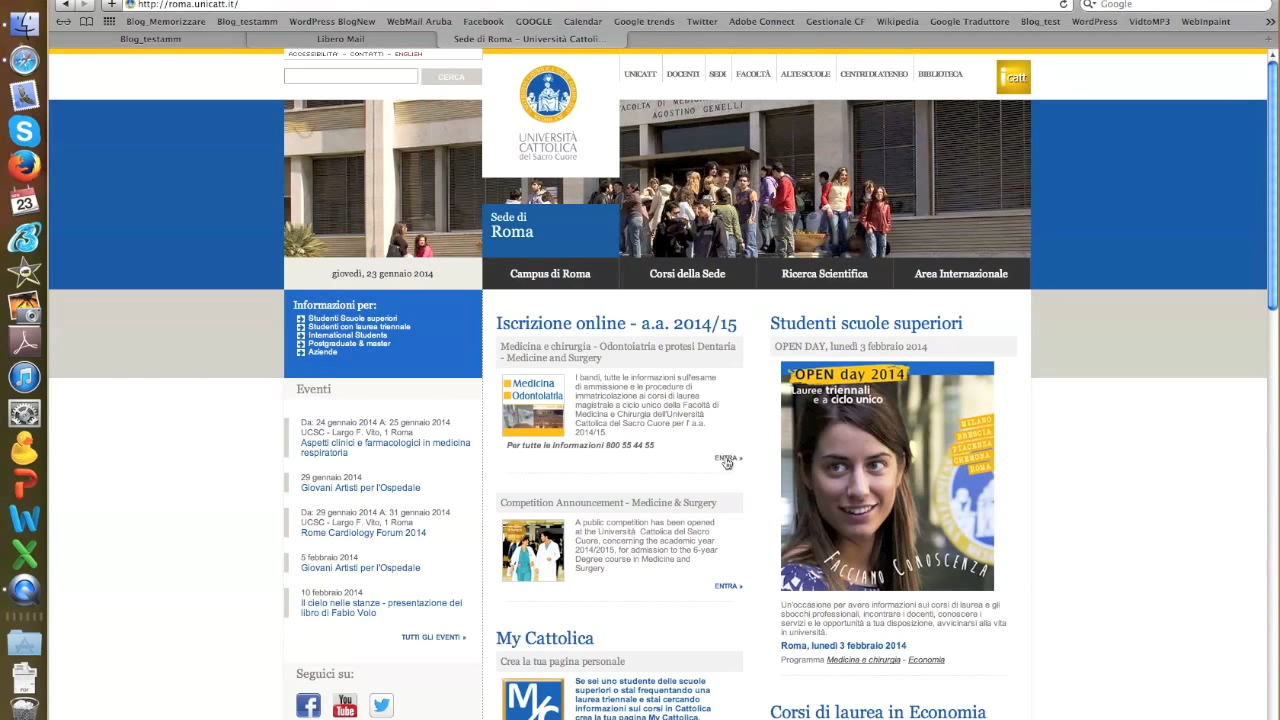 http://roma.unicatt.it/
Google
Blog_Memorizzare
Blog_testamm
WordPress BlogNew
WebMail Aruba
Facebook
GOOGLE
Calendar
Google trends
Twitter
Adobe Connect
Gestionale CF
Wikipedia
Google Traduttore
Blog_test
WordPress
VidtoMP3
WebInpaint
Blog_testamm
Libero Mail
Sede di Roma – Università Cattoli...
ACCESSIBILITA' - CONTATTI - ENGLISH
CERCA
UNIVERSITÀ
CATTOLICA
del Sacro Cuore
UNICATT
DOCENTI
SEDI
FACOLTÀ
ALTE SCUOLE
CENTRI DI ATENEO
BIBLIOTECA
i catt
FACOLTÀ DI MEDICINA
AGOSTINO GEMELLI
23
Sede di
Roma
giovedì, 23 gennaio 2014
Campus di Roma
Corsi della Sede
Ricerca Scientifica
Area Internazionale
Informazioni per:
Studenti Scuole superiori
Studenti con laurea triennale
International Students
Postgraduate & master
Aziende
Eventi
Da: 24 gennaio 2014 A: 25 gennaio 2014
UCSC - Largo F. Vito, 1 Roma
Aspetti clinici e farmacologici in medicina
respiratoria
29 gennaio 2014
Giovani Artisti per l'Ospedale
Da: 29 gennaio 2014 A: 31 gennaio 2014
UCSC - Largo F. Vito, 1 Roma
Rome Cardiology Forum 2014
5 febbraio 2014
Giovani Artisti per l'Ospedale
10 febbraio 2014
Il cielo nelle stanze - presentazione del
libro di Fabio Volo
TUTTI GLI EVENTI »
Seguici su:
You
Tube
Iscrizione online - a.a. 2014/15
Medicina e chirurgia - Odontoiatria e protesi Dentaria
- Medicine and Surgery
Medicina
Odontoiatria
I bandi, tutte le informazioni sull'esame
di ammissione e le procedure di
immatricolazione ai corsi di laurea
magistrale a ciclo unico della Facoltà di
Medicina e Chirurgia dell'Università
Cattolica del Sacro Cuore per l' a.a.
2014/15.
Per tutte le informazioni 800 55 44 55
ENTRA »
Competition Announcement - Medicine & Surgery
A public competition has been opened
at the Università Cattolica del Sacro
Cuore, concerning the academic year
2014/2015, for admission to the 6-year
Degree course in Medicine and
Surgery.
ENTRA »
My Cattolica
Crea la tua pagina personale
MC
Se sei uno studente delle scuole
superiori o stai frequentando una
laurea triennale e stai cercando
informazioni sui corsi in Cattolica
crea la tua pagina My Cattolica.
Studenti scuole superiori
OPEN DAY, lunedì 3 febbraio 2014
OPEN day 2014
Lauree triennali
e a ciclo unico
MILANO
BRESCIA
PIACENZA
CREMONA
ROMA
FACCIAMO CONOSCENZA
Un'occasione per avere informazioni sui corsi di laurea e gli
sbocchi professionali, incontrare i docenti, conoscere i
servizi e le opportunità a tua disposizione, avvicinarsi alla vita
in università.
Roma, lunedì 3 febbraio 2014
Programma Medicina e chirurgia - Economia
Corsi di laurea in Economia
PDF